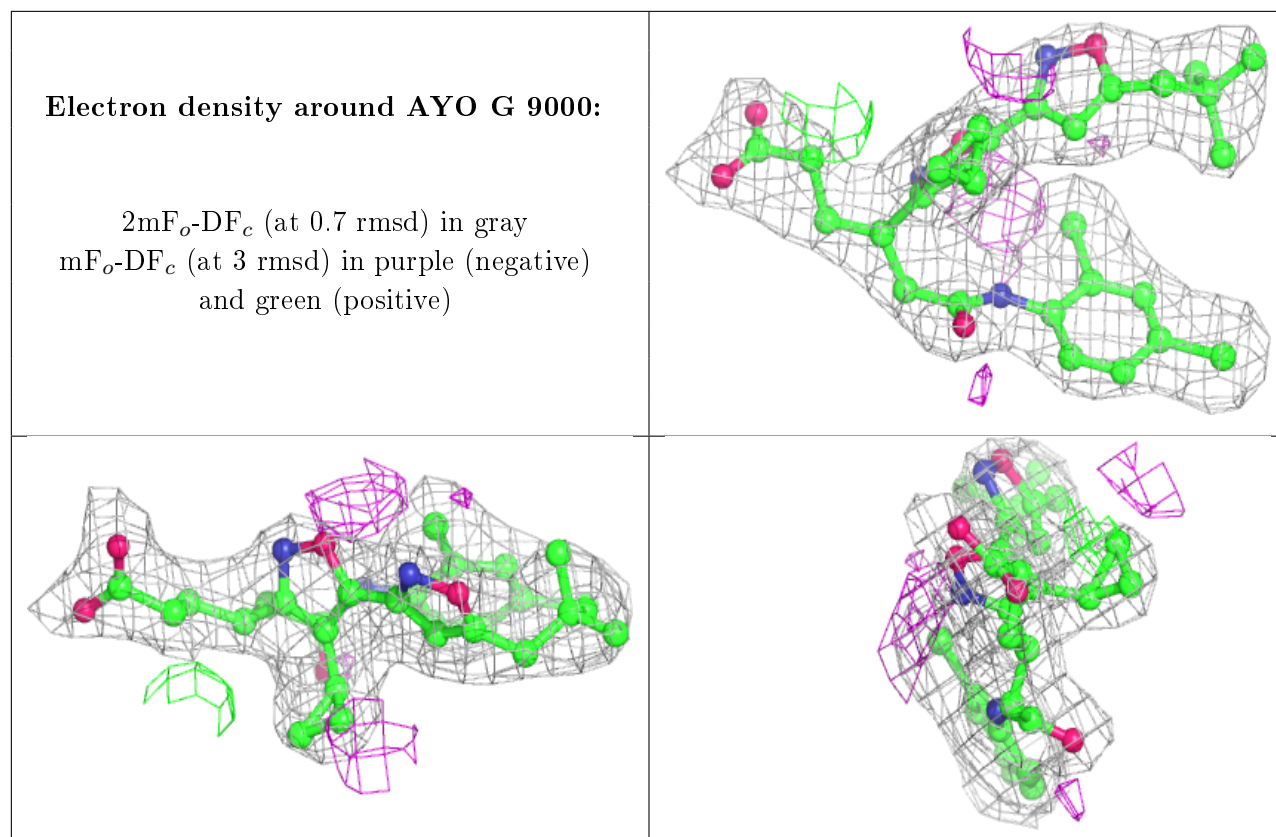 Electron density around AYO G 9000:
2mFₒ-DF𝒸 (at 0.7 rmsd) in gray
mFₒ-DF𝒸 (at 3 rmsd) in purple (negative)
and green (positive)